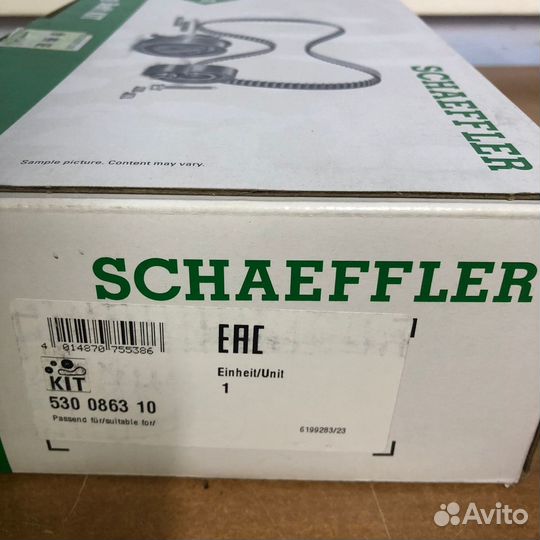 SCHAEFFLER
Sample picture. Content may vary.
SCHAEFFLER
4 014870 755386
EAC
KIT
Einheit/Unit
1
530 0863 10
Passend für/suitable for/
6199283/23
Avito